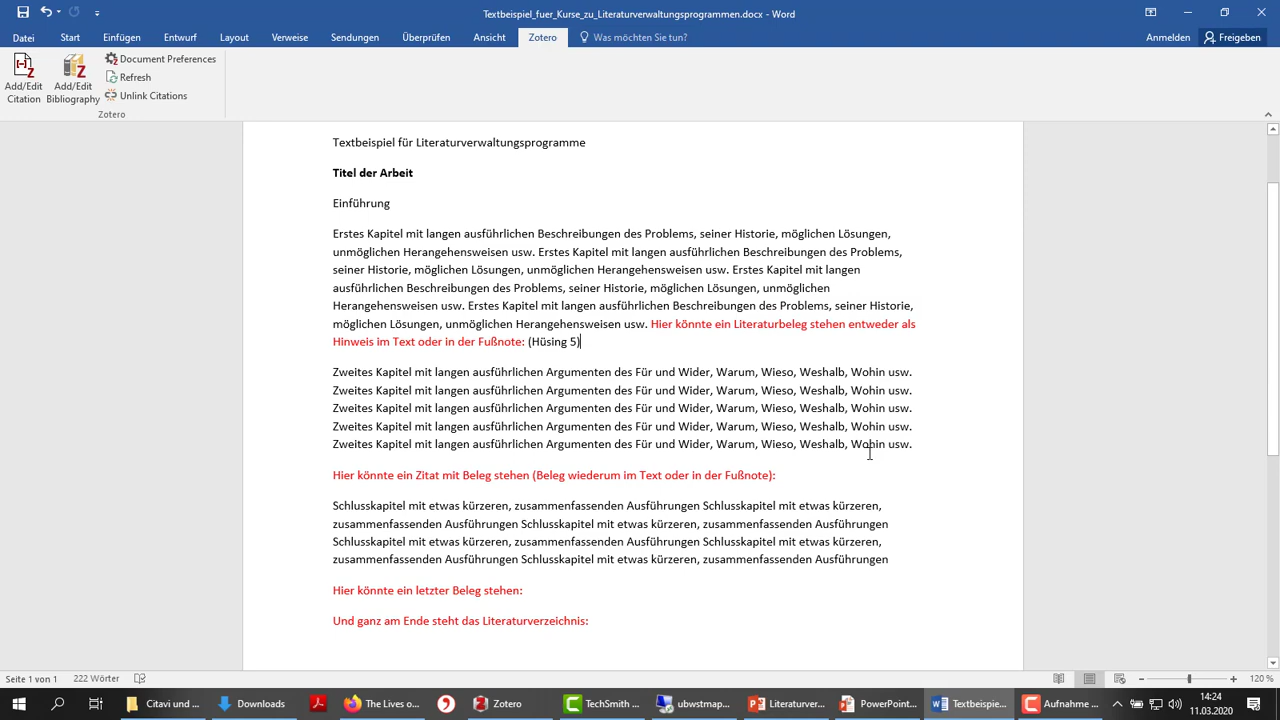 Textbeispiel_fuer_Kurse_zu_Literaturverwaltungsprogrammen.docx - Word
Datei Start Einfügen Entwurf Layout Verweise Sendungen Überprüfen Ansicht Zotero Was möchten Sie tun? Anmelden Freigeben
Add/Edit Citation
Add/Edit Bibliography
Document Preferences
Refresh
Unlink Citations
Zotero
Textbeispiel für Literaturverwaltungsprogramme
Titel der Arbeit
Einführung
Erstes Kapitel mit langen ausführlichen Beschreibungen des Problems, seiner Historie, möglichen Lösungen,
unmöglichen Herangehensweisen usw. Erstes Kapitel mit langen ausführlichen Beschreibungen des Problems,
seiner Historie, möglichen Lösungen, unmöglichen Herangehensweisen usw. Erstes Kapitel mit langen
ausführlichen Beschreibungen des Problems, seiner Historie, möglichen Lösungen, unmöglichen
Herangehensweisen usw. Erstes Kapitel mit langen ausführlichen Beschreibungen des Problems, seiner Historie,
möglichen Lösungen, unmöglichen Herangehensweisen usw. Hier könnte ein Literaturbeleg stehen entweder als
Hinweis im Text oder in der Fußnote: (Hüsing 5)
Zweites Kapitel mit langen ausführlichen Argumenten des Für und Wider, Warum, Wieso, Weshalb, Wohin usw.
Zweites Kapitel mit langen ausführlichen Argumenten des Für und Wider, Warum, Wieso, Weshalb, Wohin usw.
Zweites Kapitel mit langen ausführlichen Argumenten des Für und Wider, Warum, Wieso, Weshalb, Wohin usw.
Zweites Kapitel mit langen ausführlichen Argumenten des Für und Wider, Warum, Wieso, Weshalb, Wohin usw.
Zweites Kapitel mit langen ausführlichen Argumenten des Für und Wider, Warum, Wieso, Weshalb, Wohin usw.
Hier könnte ein Zitat mit Beleg stehen (Beleg wiederum im Text oder in der Fußnote):
Schlusskapitel mit etwas kürzeren, zusammenfassenden Ausführungen Schlusskapitel mit etwas kürzeren,
zusammenfassenden Ausführungen Schlusskapitel mit etwas kürzeren, zusammenfassenden Ausführungen
Schlusskapitel mit etwas kürzeren, zusammenfassenden Ausführungen Schlusskapitel mit etwas kürzeren,
zusammenfassenden Ausführungen Schlusskapitel mit etwas kürzeren, zusammenfassenden Ausführungen
Hier könnte ein letzter Beleg stehen:
Und ganz am Ende steht das Literaturverzeichnis:
Seite 1 von 1 222 Wörter 120 %
Citavi und ... Downloads The Lives o... Zotero TechSmith ... ubwstmap... Literaturver... PowerPoint... Textbeispie... Aufnahme ... 14:24
11.03.2020